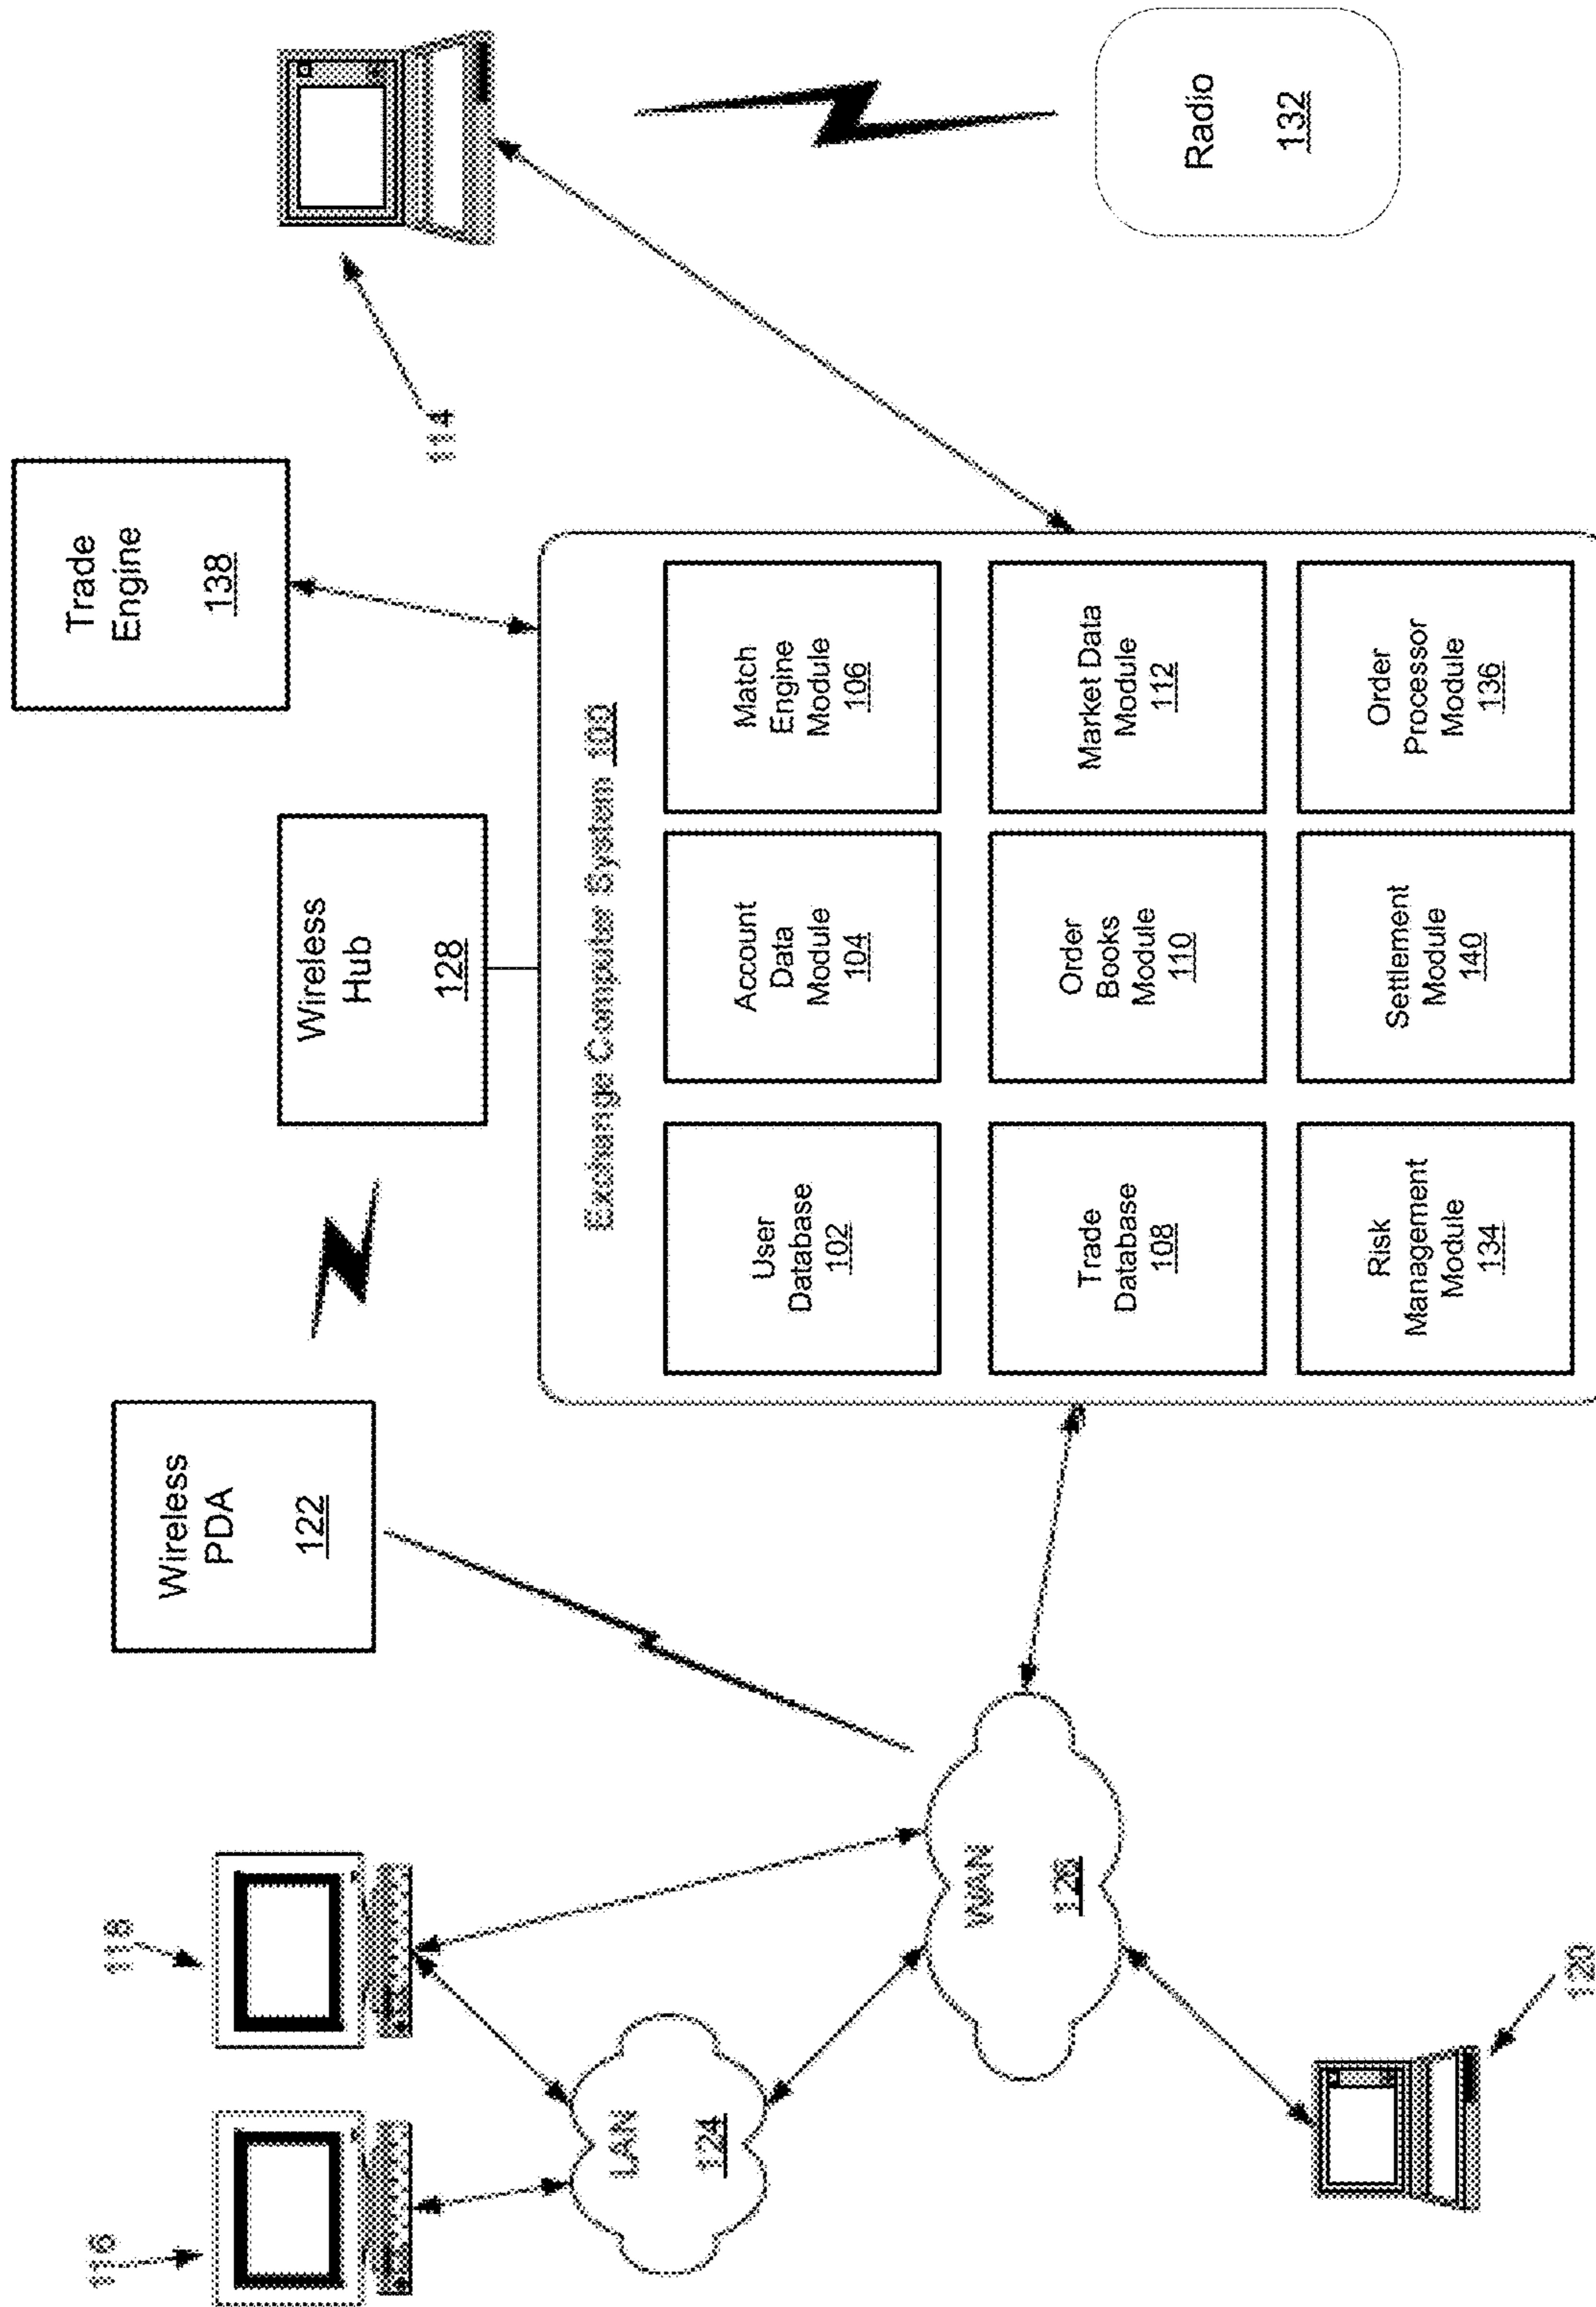 116
118
Wireless
PDA
122
Wireless
Hub
128
Trade
Engine
138
114
LAN
124
WAN
126
120
Exchange Computer System 100
User
Database
102
Account
Data
Module
104
Match
Engine
Module
106
Trade
Database
108
Order
Books
Module
110
Market Data
Module
112
Risk
Management
Module
134
Settlement
Module
140
Order
Processor
Module
136
Radio
132